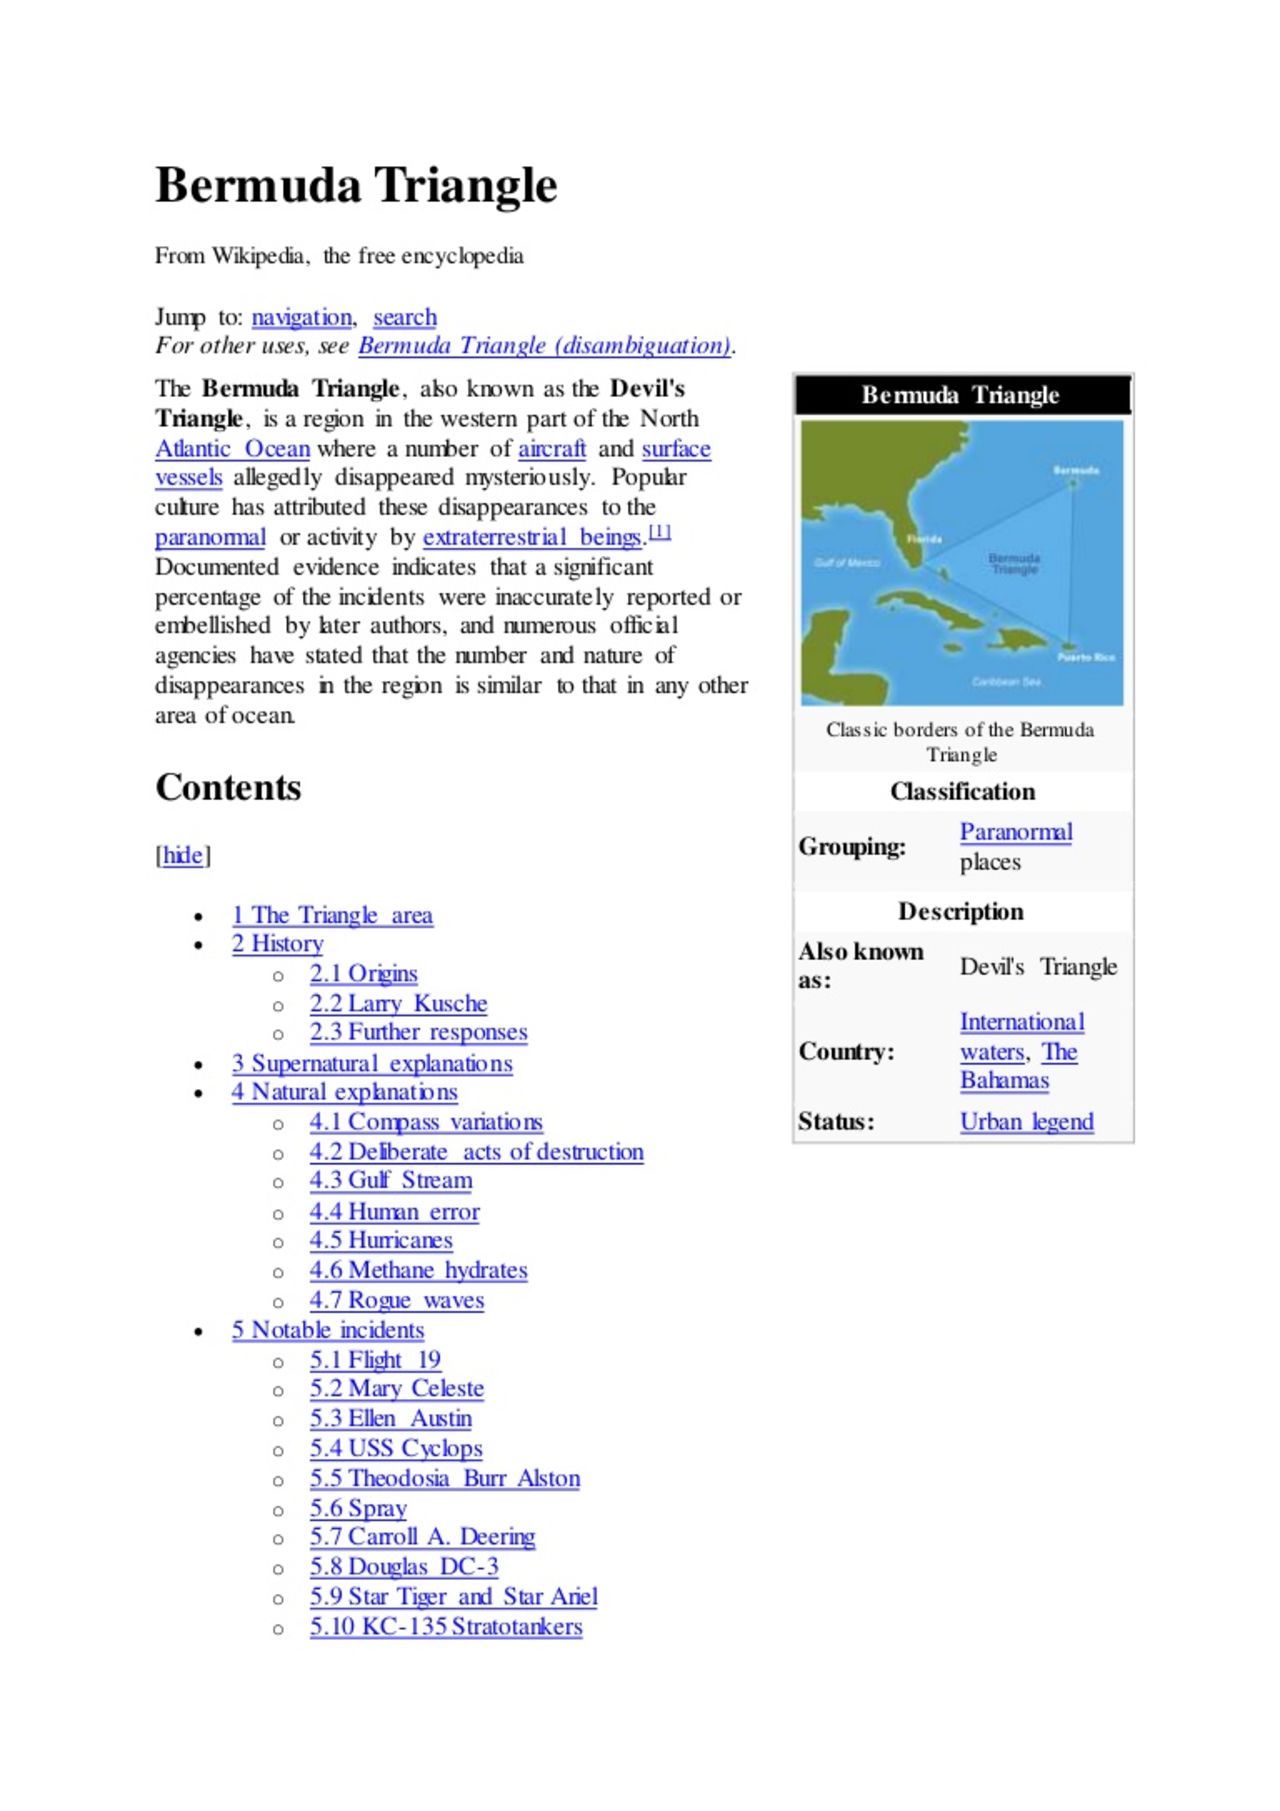 Bermuda Triangle
From Wikipedia, the free encyclopedia
Jump to: navigation, search
For other uses, see Bermuda Triangle (disambiguation).
The Bermuda Triangle, also known as the Devil's
Triangle, is a region in the western part of the North
Atlantic Ocean where a number of aircraft and surface
vessels allegedly disappeared mysteriously. Popular
culture has attributed these disappearances to the
paranormal or activity by extraterrestrial beings.[1]
Documented evidence indicates that a significant
percentage of the incidents were inaccurately reported or
embellished by later authors, and numerous official
agencies have stated that the number and nature of
disappearances in the region is similar to that in any other
area of ocean.
Bermuda Triangle
Bermuda
Florida
Gulf of Mexico
Bermuda
Triangle
Puerto Rico
Caribbean Sea
Classic borders of the Bermuda
Triangle
Classification
Grouping: Paranormal
places
Description
Also known
as: Devil's Triangle
Country: International
waters, The
Bahamas
Status: Urban legend
Contents
[hide]
1 The Triangle area
2 History
2.1 Origins
2.2 Larry Kusche
2.3 Further responses
3 Supernatural explanations
4 Natural explanations
4.1 Compass variations
4.2 Deliberate acts of destruction
4.3 Gulf Stream
4.4 Human error
4.5 Hurricanes
4.6 Methane hydrates
4.7 Rogue waves
5 Notable incidents
5.1 Flight 19
5.2 Mary Celeste
5.3 Ellen Austin
5.4 USS Cyclops
5.5 Theodosia Burr Alston
5.6 Spray
5.7 Carroll A. Deering
5.8 Douglas DC-3
5.9 Star Tiger and Star Ariel
5.10 KC-135 Stratotankers